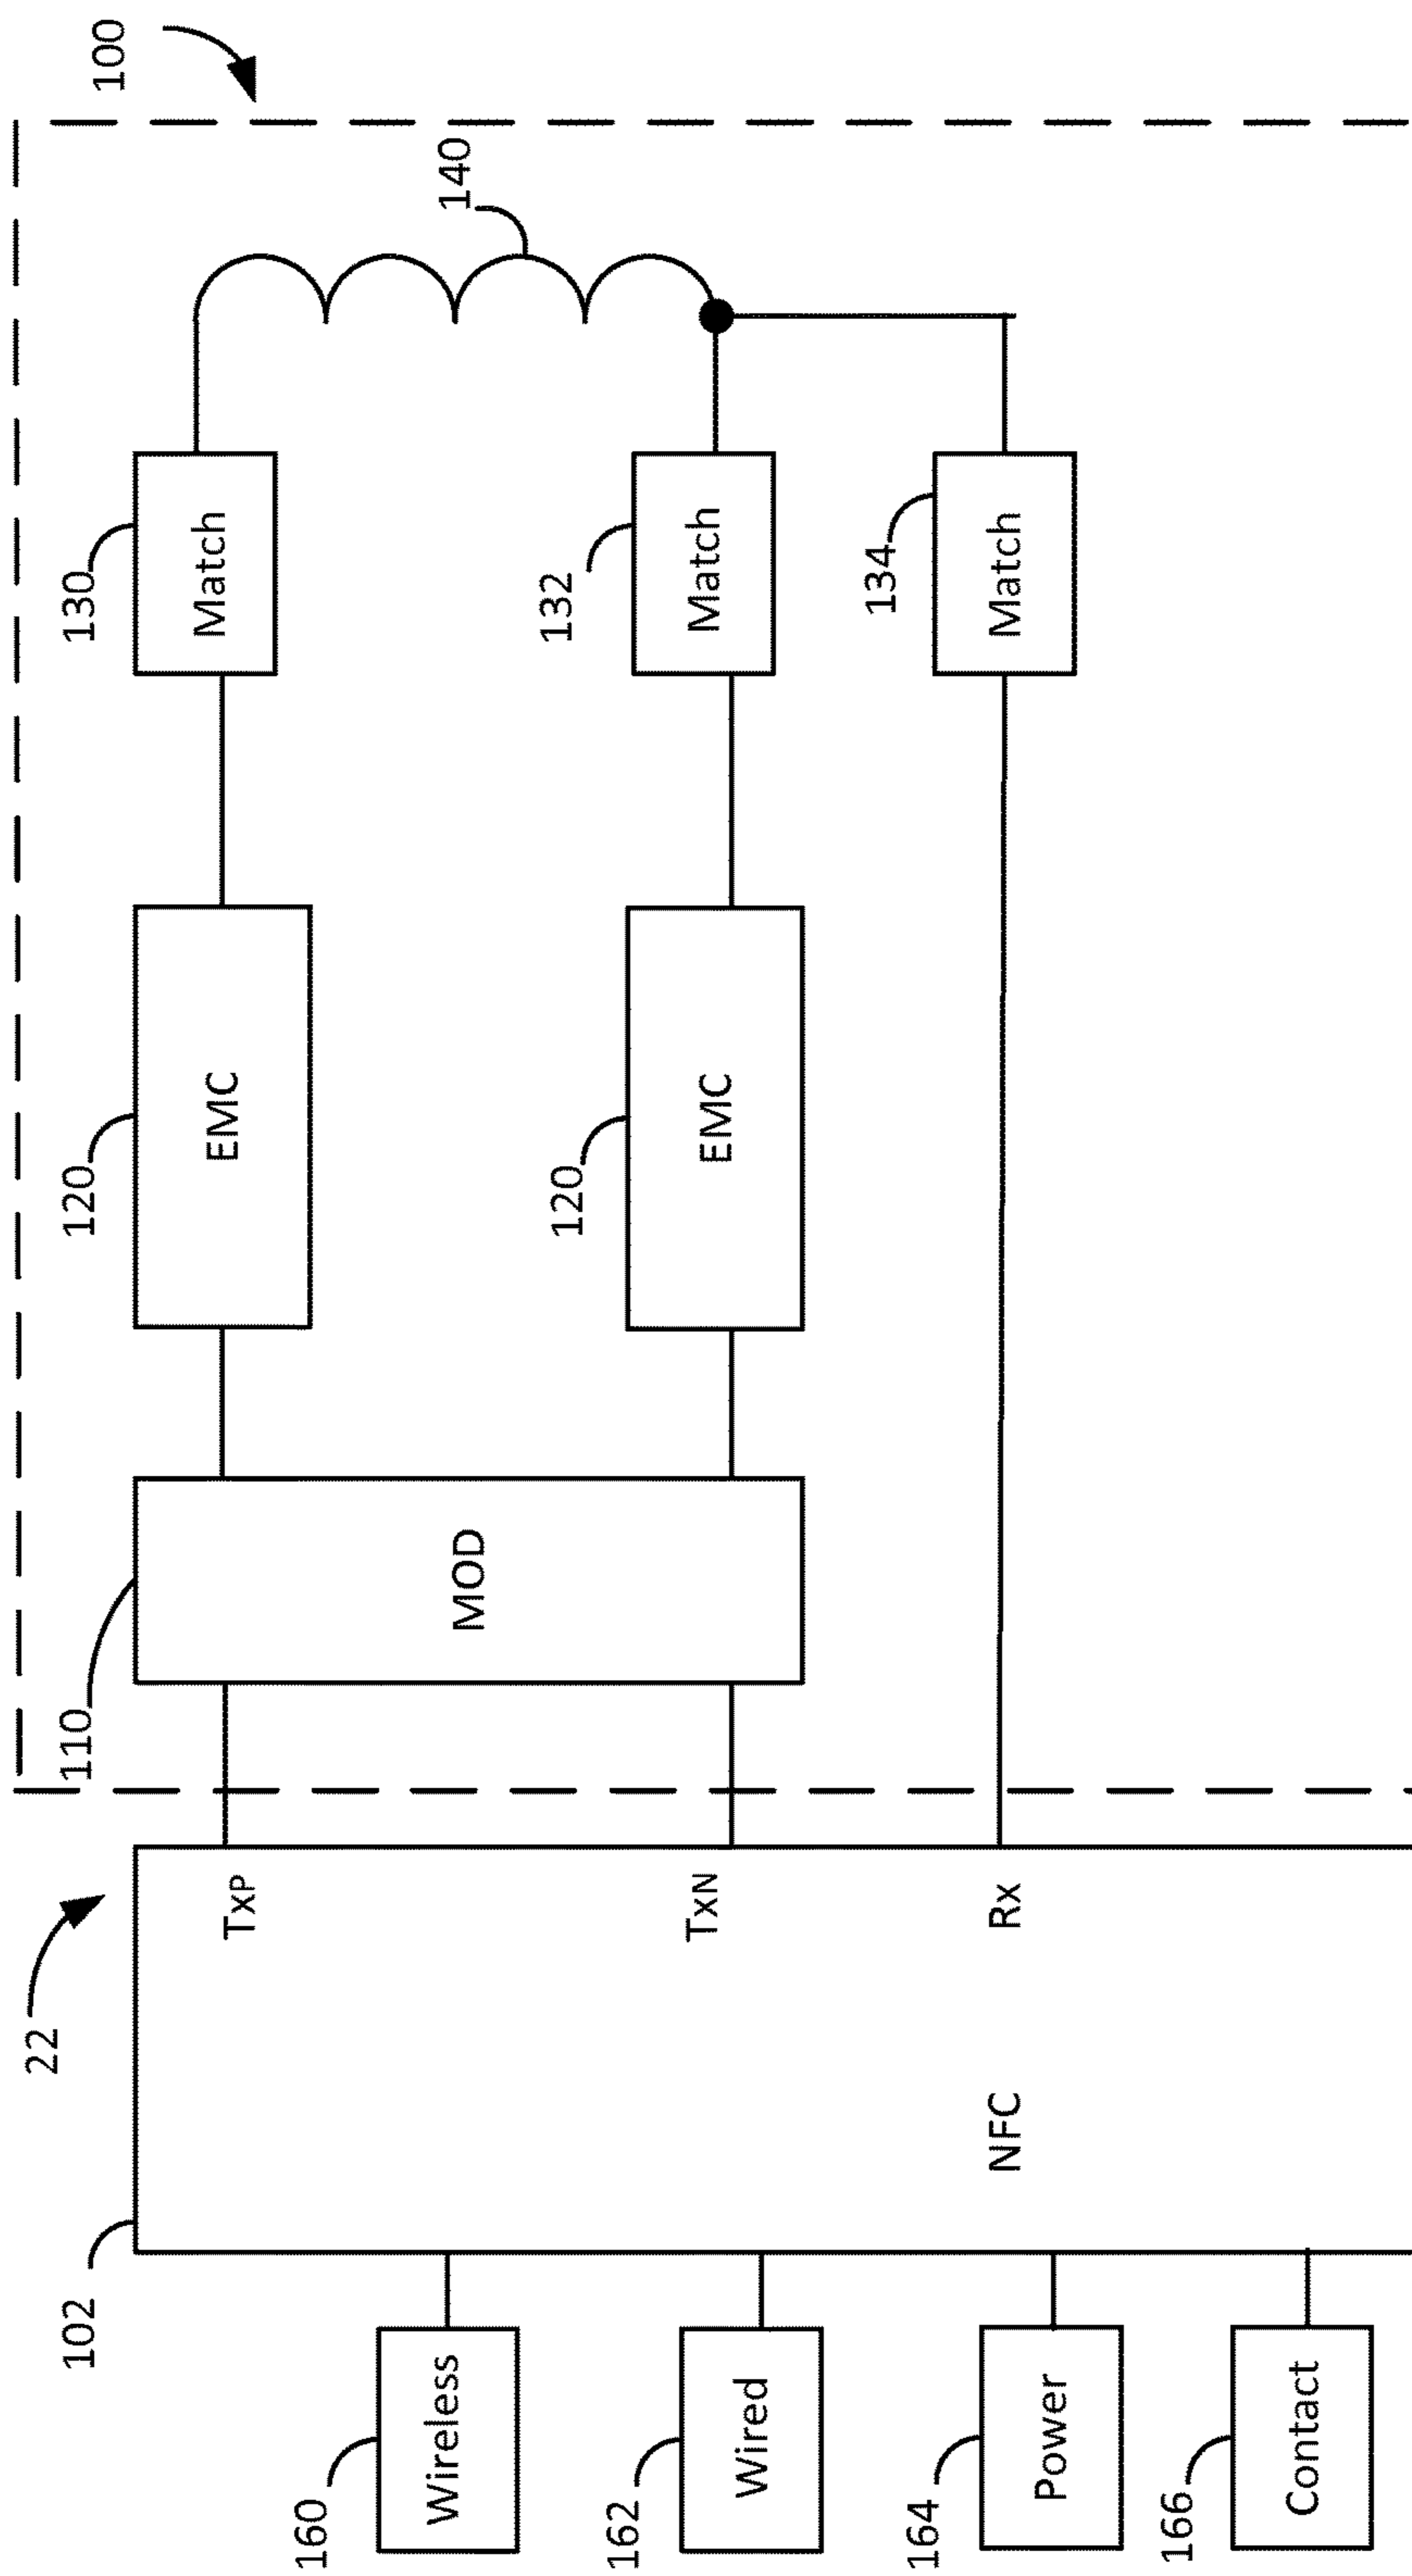 22
102
110
120
130
100
TxP
EMC
Match
160
Wireless
MOD
140
120
132
162
TxN
EMC
Match
Wired
134
164
NFC
Rx
Match
Power
166
Contact